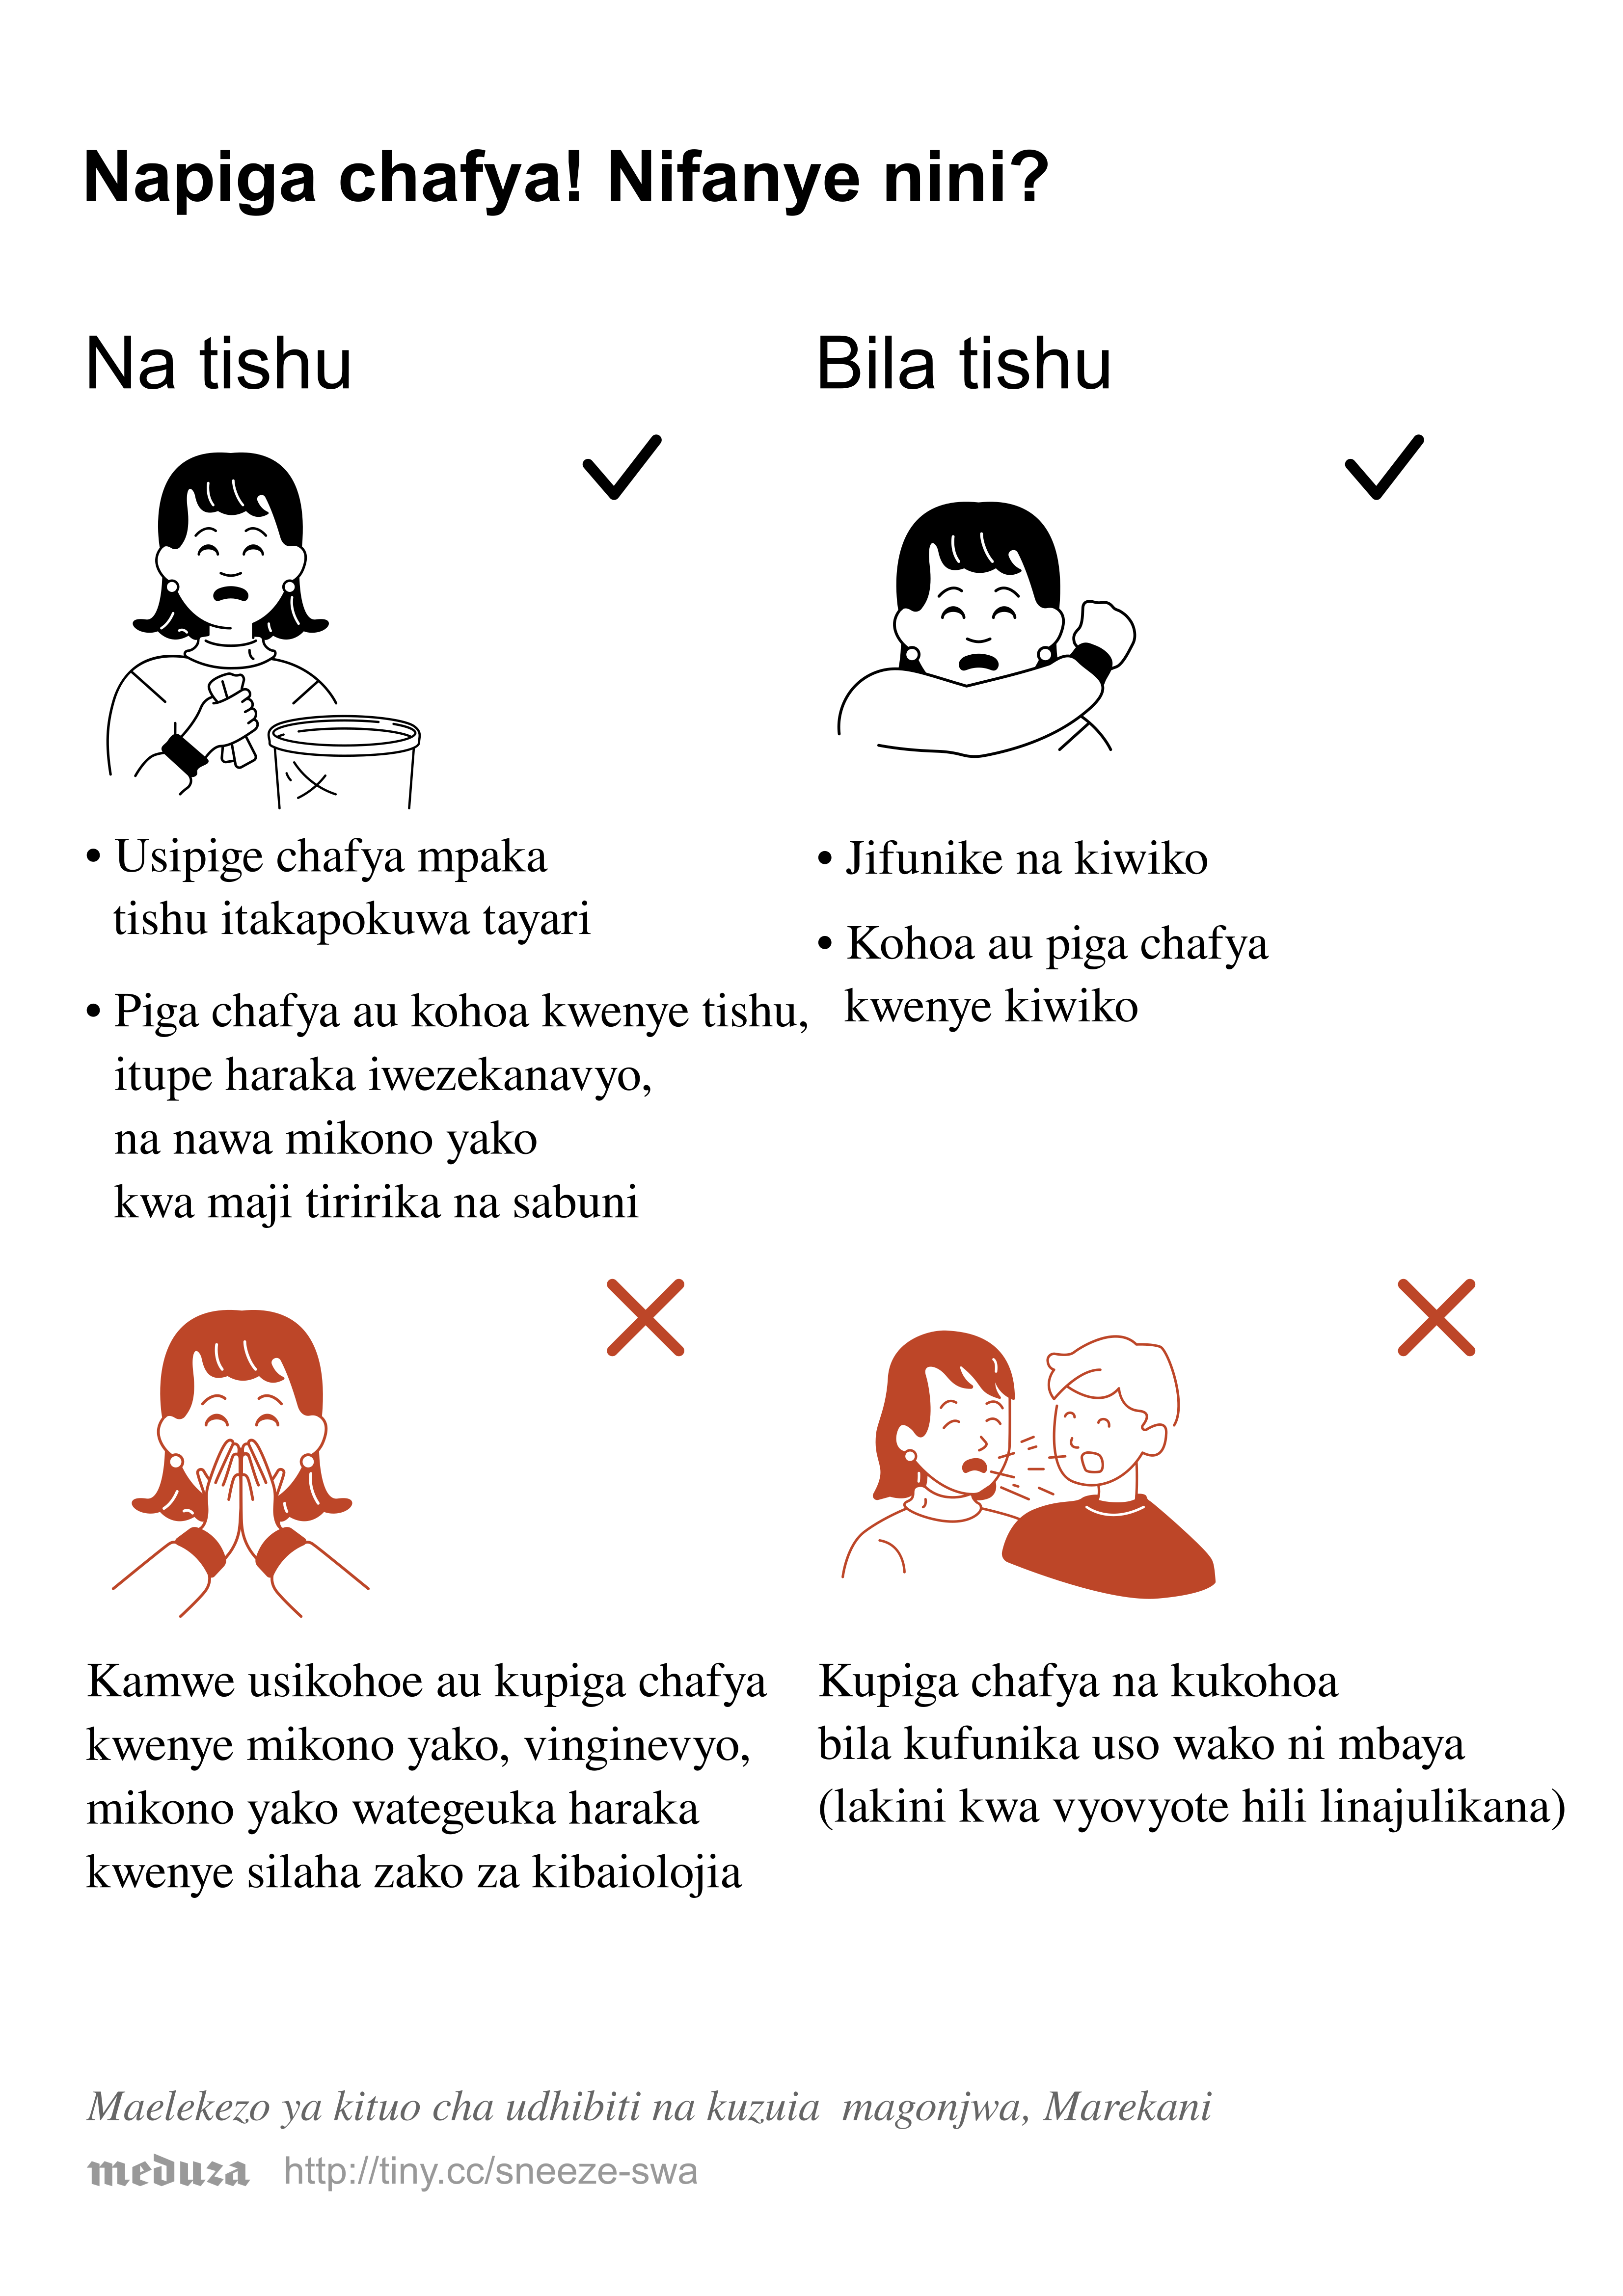 Napiga chafya! Nifanye nini?
Na tishu
• Usipige chafya mpaka
tishu itakapokuwa tayari
• Piga chafya au kohoa kwenye tishu,
itupe haraka iwezekanavyo,
na nawa mikono yako
kwa maji tiririka na sabuni
Bila tishu
• Jifunike na kiwiko
• Kohoa au piga chafya
kwenye kiwiko
Kamwe usikohoe au kupiga chafya
kwenye mikono yako, vinginevyo,
mikono yako wategeuka haraka
kwenye silaha zako za kibaiolojia
Kupiga chafya na kukohoa
bila kufunika uso wako ni mbaya
(lakini kwa vyovyote hili linajulikana)
Maelekezo ya kituo cha udhibiti na kuzuia magonjwa, Marekani
meduza http://tiny.cc/sneeze-swa